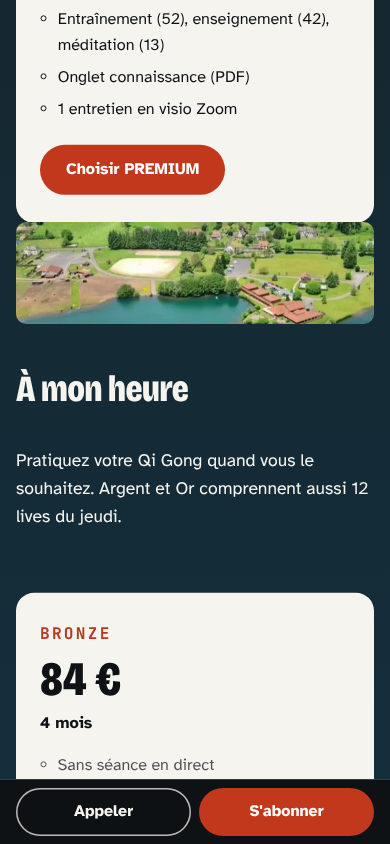 Entraînement (52), enseignement (42),
méditation (13)
Onglet connaissance (PDF)
1 entretien en visio Zoom
Choisir PREMIUM
À mon heure
Pratiquez votre Qi Gong quand vous le
souhaitez. Argent et Or comprennent aussi 12
lives du jeudi.
BRONZE
84 €
4 mois
Sans séance en direct
Appeler
S'abonner